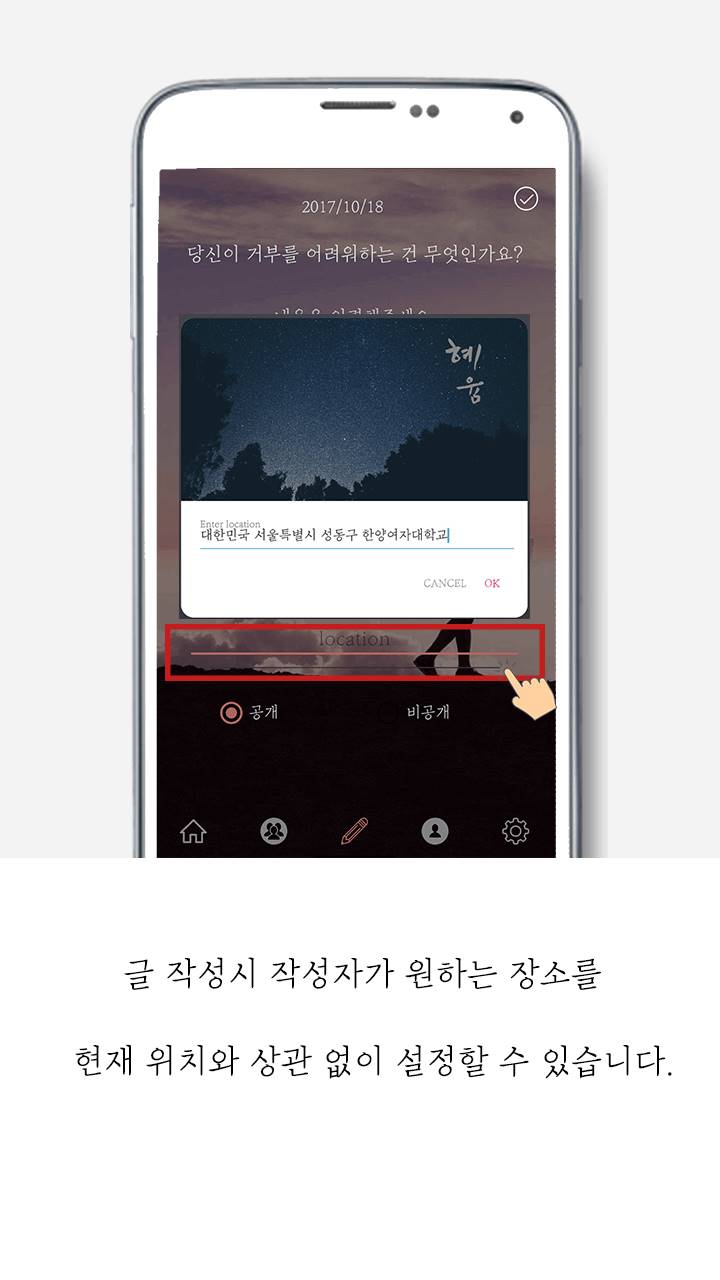 2017/10/18
당신이 거부를 어려워하는 건 무엇인가요?
혜
윰
Enter location
대한민국 서울특별시 성동구 한양여자대학교
CANCEL OK
location
공개 비공개
글 작성시 작성자가 원하는 장소를
현재 위치와 상관 없이 설정할 수 있습니다.